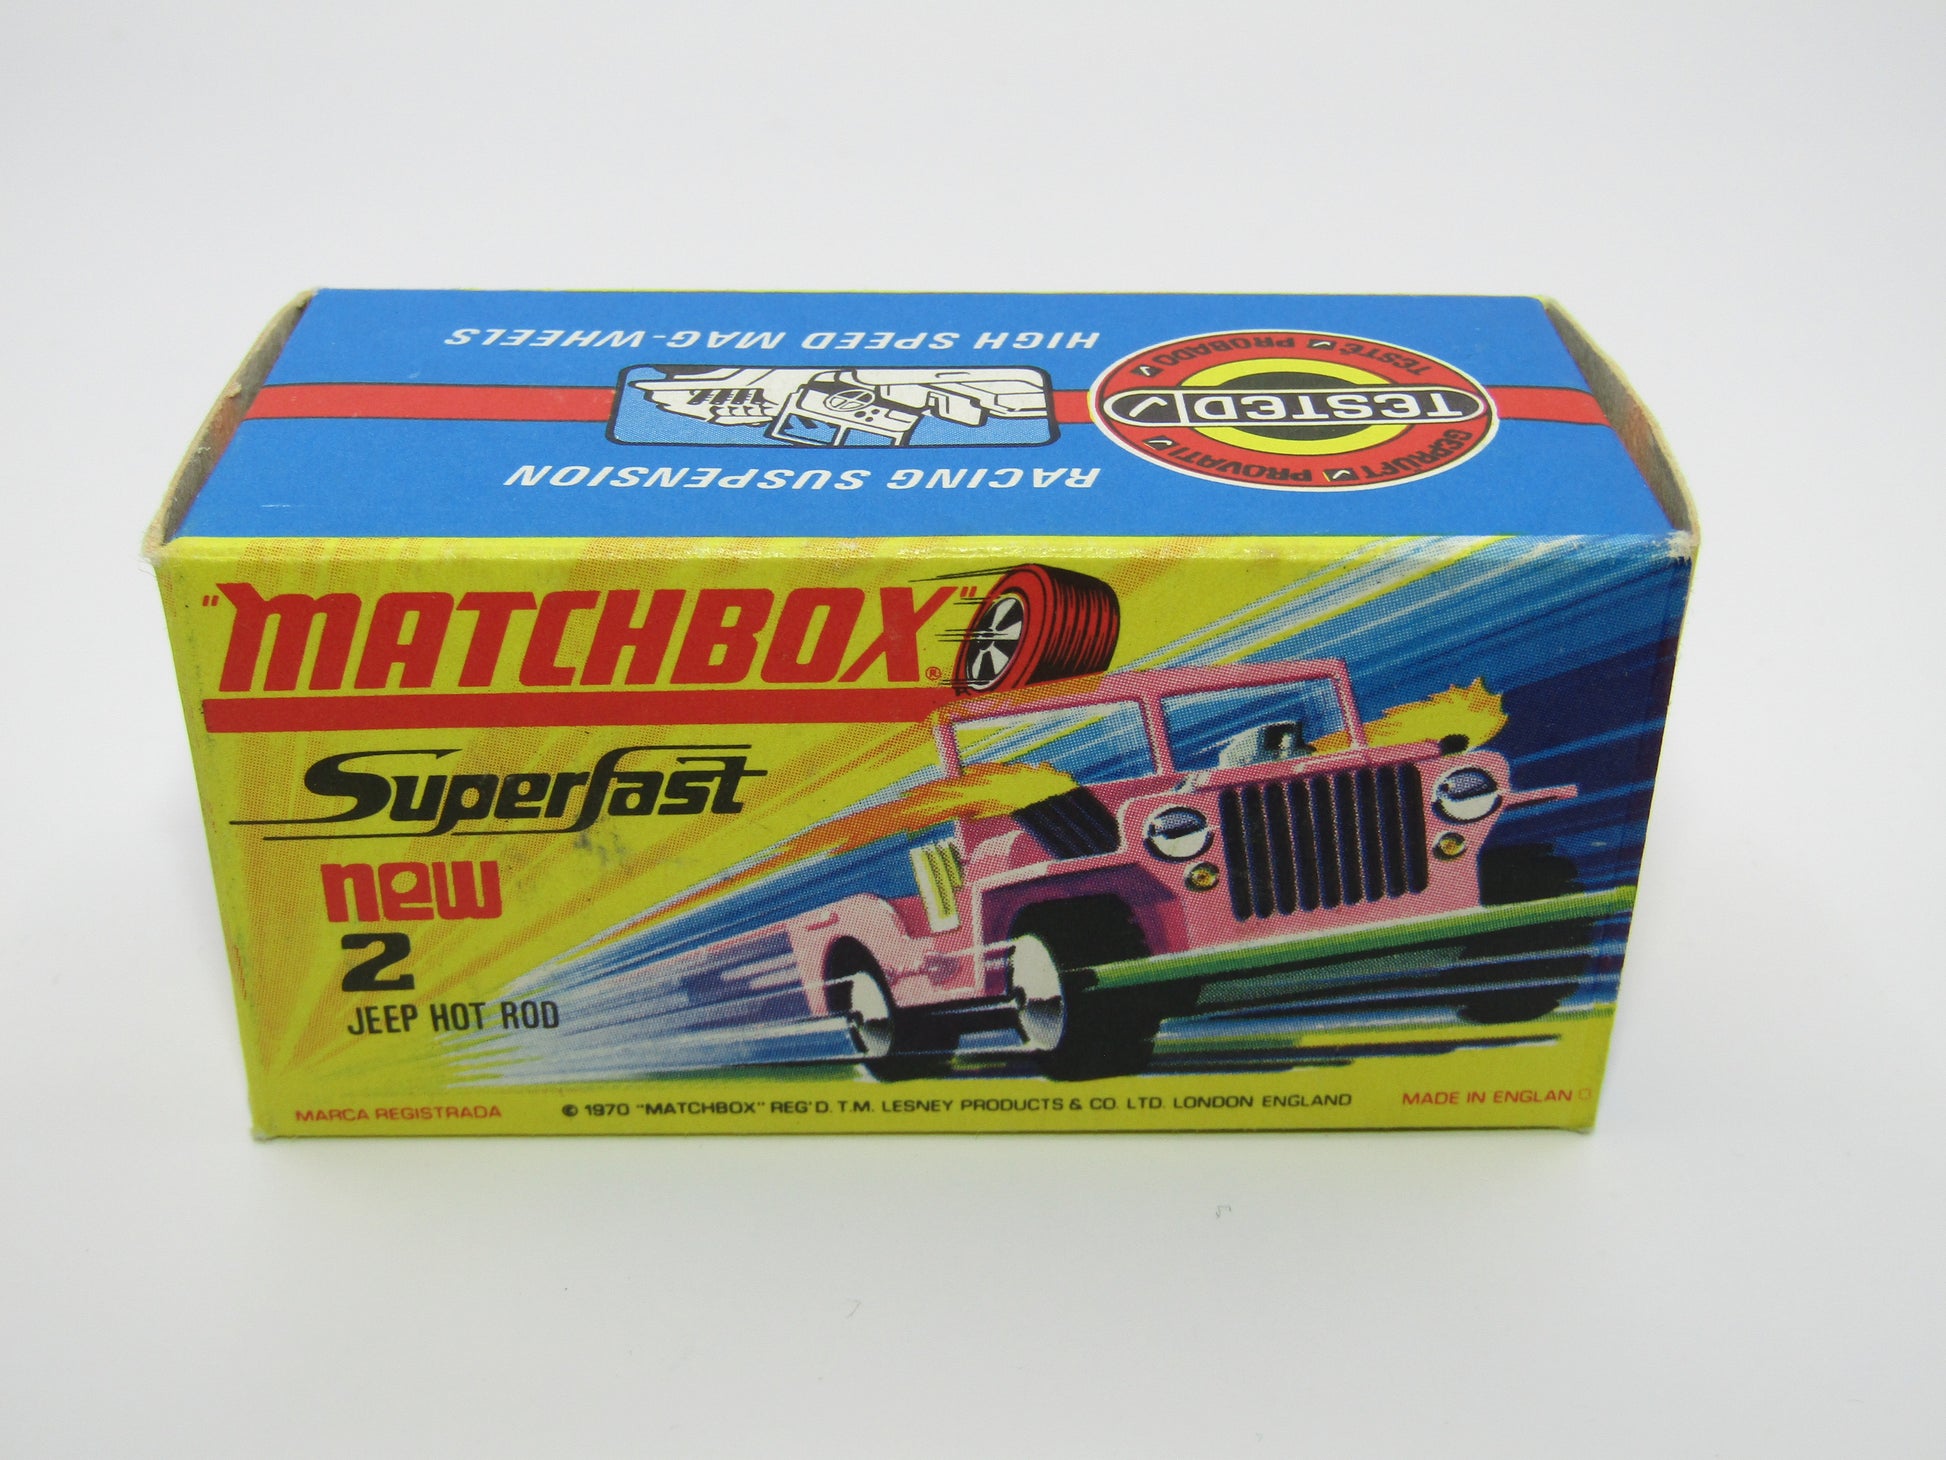 RACING SUSPENSION
HIGH SPEED MAG-WHEELS
TESTED
GEPRÜFT PROVATI
TESTÉ PROBADO
"MATCHBOX"®
Superfast
new
2
JEEP HOT ROD
MARCA REGISTRADA
© 1970 "MATCHBOX" REG'D. T.M. LESNEY PRODUCTS & CO. LTD. LONDON ENGLAND
MADE IN ENGLAN